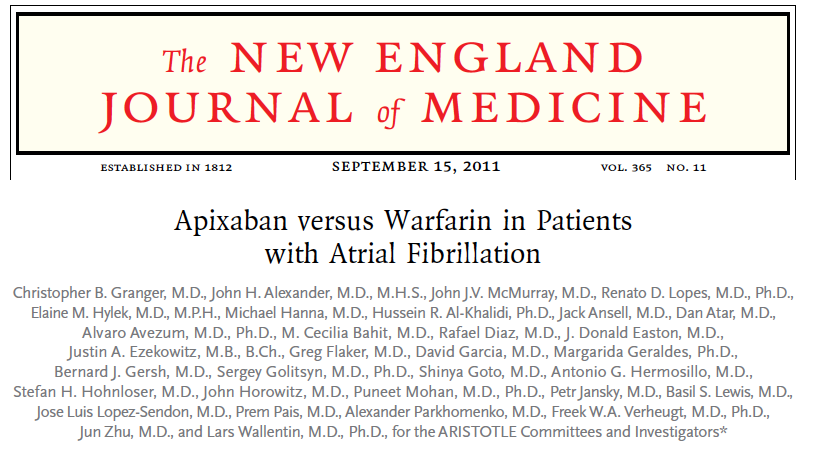 The NEW ENGLAND
JOURNAL of MEDICINE
ESTABLISHED IN 1812 SEPTEMBER 15, 2011 VOL. 365 NO. 11
Apixaban versus Warfarin in Patients
with Atrial Fibrillation
Christopher B. Granger, M.D., John H. Alexander, M.D., M.H.S., John J.V. McMurray, M.D., Renato D. Lopes, M.D., Ph.D.,
Elaine M. Hylek, M.D., M.P.H., Michael Hanna, M.D., Hussein R. Al-Khalidi, Ph.D., Jack Ansell, M.D., Dan Atar, M.D.,
Alvaro Avezum, M.D., Ph.D., M. Cecilia Bahit, M.D., Rafael Diaz, M.D., J. Donald Easton, M.D.,
Justin A. Ezekowitz, M.B., B.Ch., Greg Flaker, M.D., David Garcia, M.D., Margarida Geraldes, Ph.D.,
Bernard J. Gersh, M.D., Sergey Golitsyn, M.D., Ph.D., Shinya Goto, M.D., Antonio G. Hermosillo, M.D.,
Stefan H. Hohnloser, M.D., John Horowitz, M.D., Puneet Mohan, M.D., Ph.D., Petr Jansky, M.D., Basil S. Lewis, M.D.,
Jose Luis Lopez-Sendon, M.D., Prem Pais, M.D., Alexander Parkhomenko, M.D., Freek W.A. Verheugt, M.D., Ph.D.,
Jun Zhu, M.D., and Lars Wallentin, M.D., Ph.D., for the ARISTOTLE Committees and Investigators*